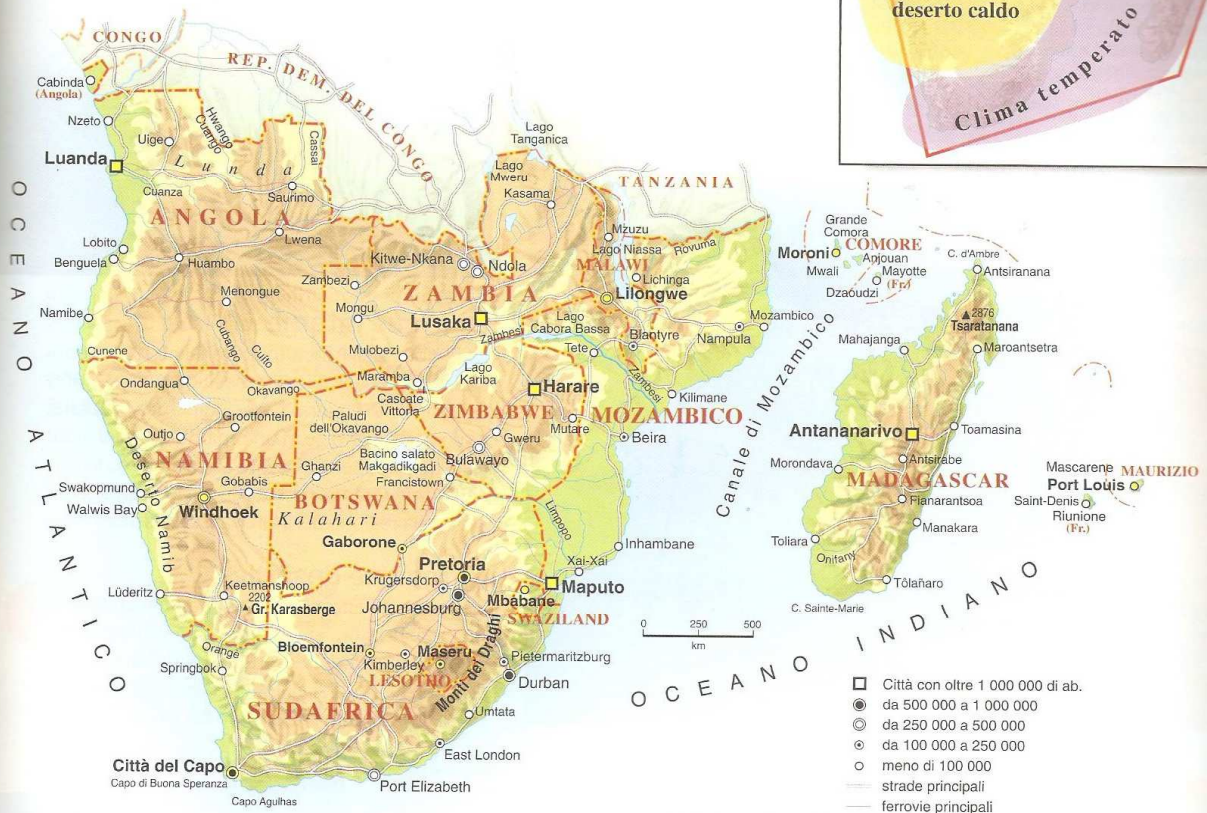 deserto caldo
Clima temperato
CONGO
REP. DEM. DEL CONGO
Cabinda
(Angola)
Nzeto
Uige
Hwango
Cuango
Cassai
Luanda
Lunda
Cuanza
Saurimo
ANGOLA
Lwena
Lobito
Benguela
Huambo
Menongue
Namibe
Cubango
Cuito
Cunene
OCEANO ATLANTICO
Lago
Tanganica
Lago
Mweru
Kasama
TANZANIA
Mzuzu
Lago Niassa
Rovuma
MALAWI
Lichinga
Lilongwe
Kitwe-Nkana
Ndola
Zambezi
ZAMBIA
Mongu
Lusaka
Zambesi
Lago
Cabora Bassa
Blantyre
Nampula
Mozambico
Mulobezi
Tete
Zambesi
Maramba
Lago
Kariba
Kilimane
Harare
Cascate
Vittoria
ZIMBABWE
MOZAMBICO
Mutare
Gweru
Beira
Bulawayo
Ondangua
Okavango
Grootfontein
Paludi
dell'Okavango
Outjo
NAMIBIA
Deserto Namib
Ghanzi
Bacino salato
Makgadikgadi
Francistown
Gobabis
Swakopmund
Walwis Bay
Windhoek
BOTSWANA
Kalahari
Limpopo
Gaborone
Inhambane
Xai-Xai
Pretoria
Krugersdorp
Maputo
Johannesburg
Mbabane
SWAZILAND
Keetmanshoop
2202
Gr. Karasberge
Lüderitz
Orange
Springbok
Bloemfontein
Kimberley
Maseru
LESOTHO
Monti dei Draghi
Pietermaritzburg
Durban
SUDAFRICA
Umtata
East London
Città del Capo
Capo di Buona Speranza
Port Elizabeth
Capo Agulhas
Canale di Mozambico
Grande
Comora
Moroni
COMORE
Anjouan
Mwali
Mayotte
(Fr.)
Dzaoudzi
C. d'Ambre
Antsiranana
2876
Tsaratanana
Mahajanga
Maroantsetra
Antananarivo
Toamasina
Morondava
Antsirabe
MADAGASCAR
Fianarantsoa
Manakara
Toliara
Onifany
Tôlañaro
C. Sainte-Marie
Mascarene
MAURIZIO
Port Louis
Saint-Denis
Riunione
(Fr.)
OCEANO INDIANO
0 250 500
km
Città con oltre 1 000 000 di ab.
da 500 000 a 1 000 000
da 250 000 a 500 000
da 100 000 a 250 000
meno di 100 000
strade principali
ferrovie principali